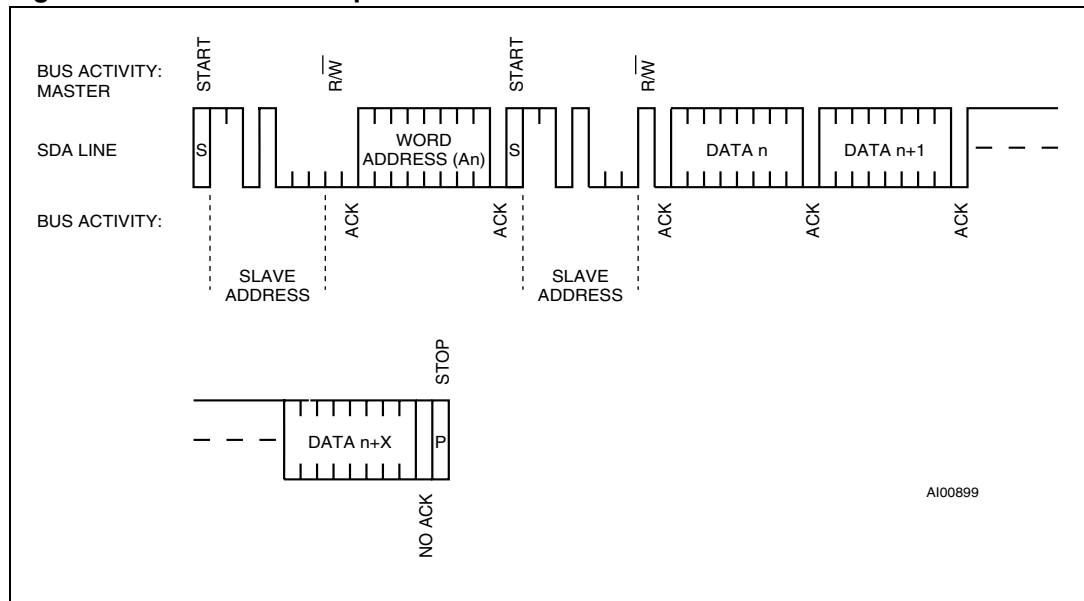 BUS ACTIVITY:
MASTER
START
R/W
START
R/W
SDA LINE
S
WORD
ADDRESS (An)
S
DATA n
DATA n+1
BUS ACTIVITY:
ACK
ACK
ACK
ACK
ACK
SLAVE
ADDRESS
SLAVE
ADDRESS
STOP
DATA n+X
P
NO ACK
AI00899